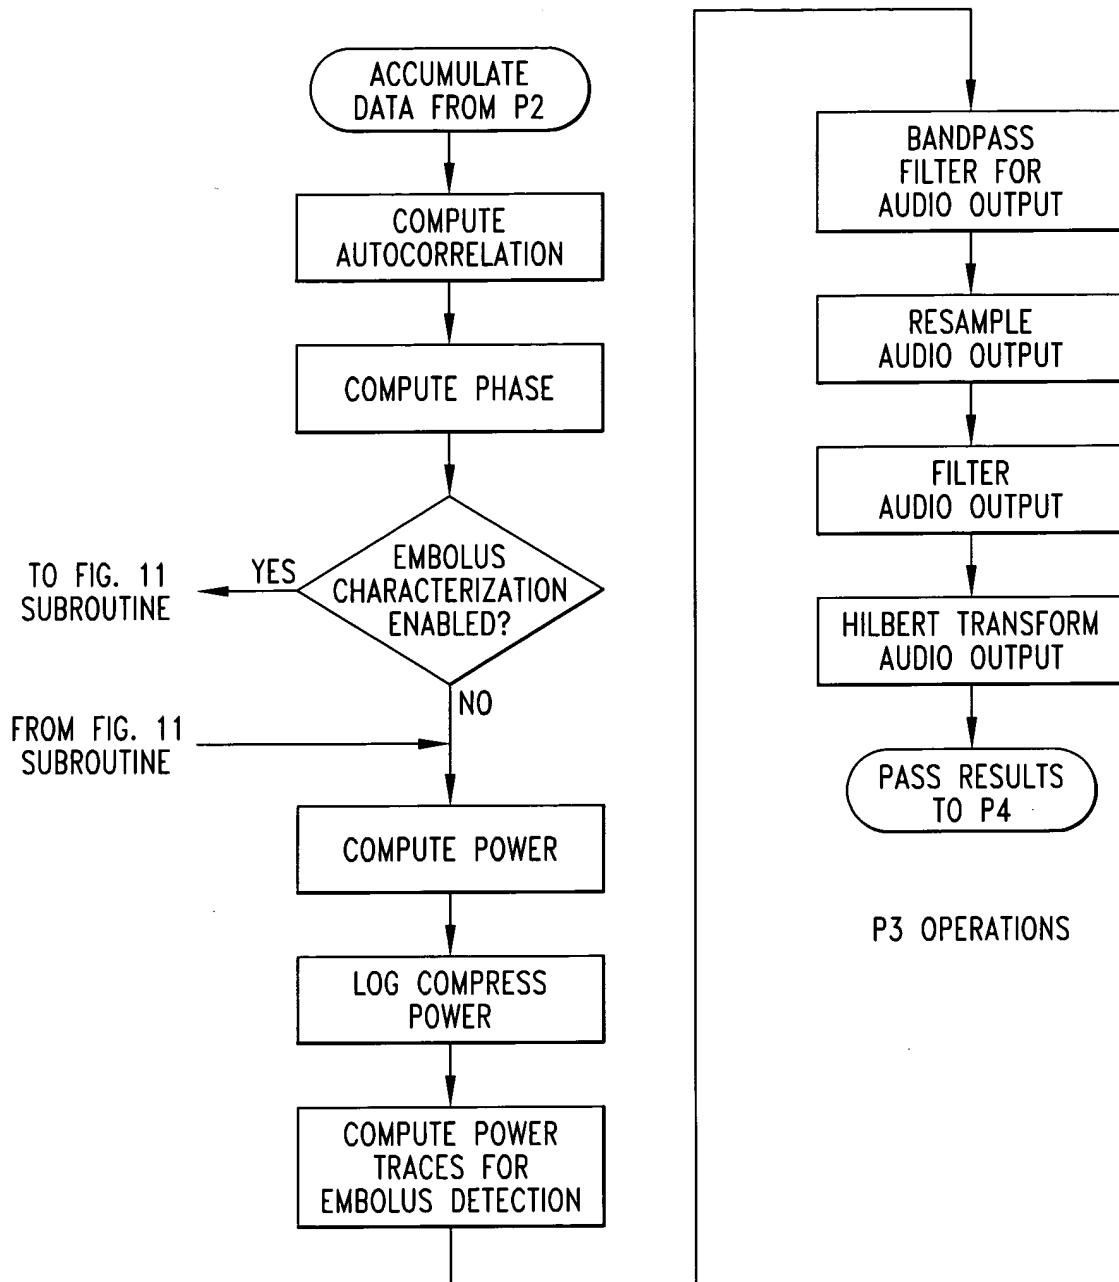 ACCUMULATE
DATA FROM P2
COMPUTE
AUTOCORRELATION
COMPUTE PHASE
EMBOLUS
CHARACTERIZATION
ENABLED?
YES
TO FIG. 11
SUBROUTINE
NO
FROM FIG. 11
SUBROUTINE
COMPUTE POWER
LOG COMPRESS
POWER
COMPUTE POWER
TRACES FOR
EMBOLUS DETECTION
BANDPASS
FILTER FOR
AUDIO OUTPUT
RESAMPLE
AUDIO OUTPUT
FILTER
AUDIO OUTPUT
HILBERT TRANSFORM
AUDIO OUTPUT
PASS RESULTS
TO P4
P3 OPERATIONS